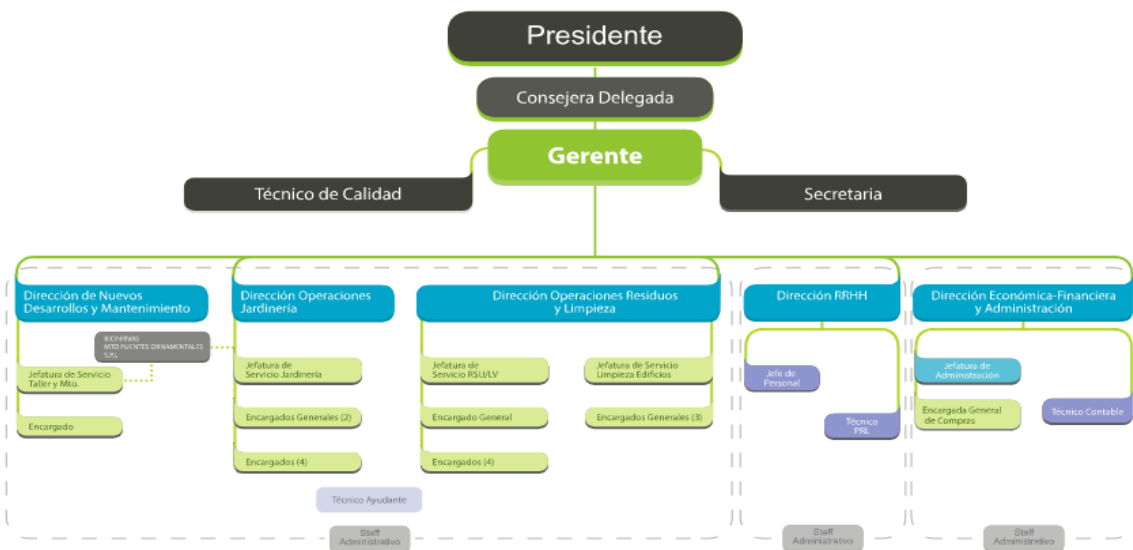 Presidente
Consejera Delegada
Gerente
Técnico de Calidad
Secretaria
Dirección de Nuevos
Desarrollos y Mantenimiento
Dirección Operaciones
Jardinería
Dirección Operaciones Residuos
y Limpieza
Dirección RRHH
Dirección Económica-Financiera
y Administración
MTO FUENTES ORNAMENTALES
S.R.L
Jefatura de Servicio
Taller y Mto.
Encargado
Jefatura de
Servicio Jardinería
Encargados Generales (2)
Encargados (4)
Jefatura de
Servicio RSU/LV
Encargado General
Encargados (4)
Jefatura de Servicio
Limpieza Edificios
Encargados Generales (3)
Jefe de
Personal
Técnico
PRL
Jefatura de
Administración
Encargada General
de Compras
Técnico Contable
Técnico Ayudante
Staff
Administrativo
Staff
Administrativo
Staff
Administrativo